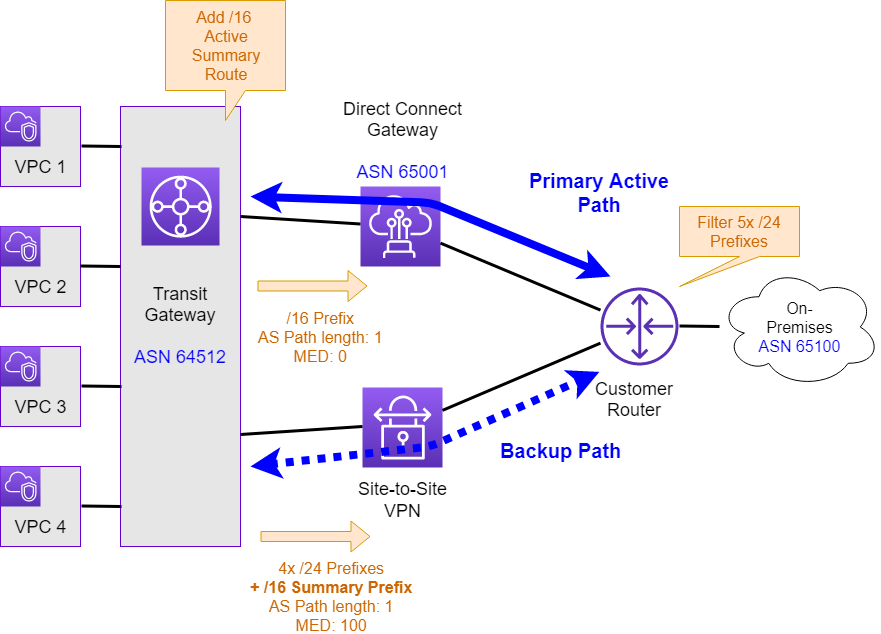 Add /16
Active
Summary
Route
Direct Connect
Gateway
ASN 65001
VPC 1
VPC 2
VPC 3
VPC 4
Transit
Gateway
ASN 64512
Primary Active
Path
Filter 5x /24
Prefixes
/16 Prefix
AS Path length: 1
MED: 0
On-
Premises
ASN 65100
Customer
Router
Backup Path
Site-to-Site
VPN
4x /24 Prefixes
+ /16 Summary Prefix
AS Path length: 1
MED: 100